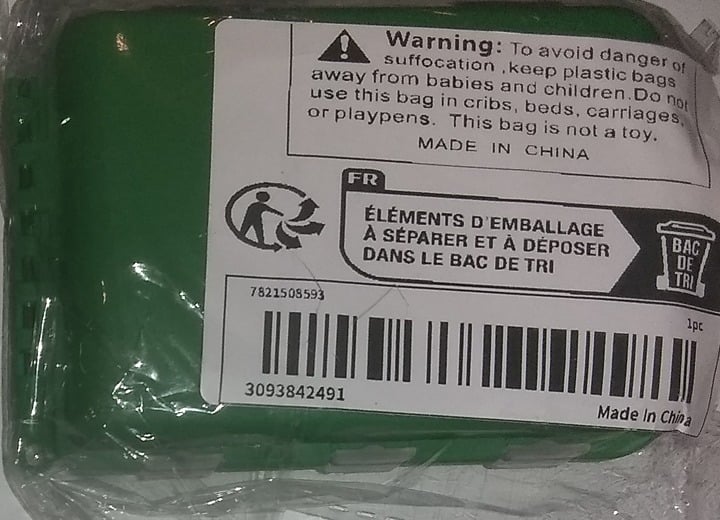 Warning: To avoid danger of
suffocation ,keep plastic bags
away from babies and children.Do not
use this bag in cribs, beds, carriages,
or playpens. This bag is not a toy.
MADE IN CHINA
FR
ÉLÉMENTS D'EMBALLAGE
À SÉPARER ET À DÉPOSER
DANS LE BAC DE TRI
BAC
DE
TRI
7821508593
1pc
3093842491
Made In China